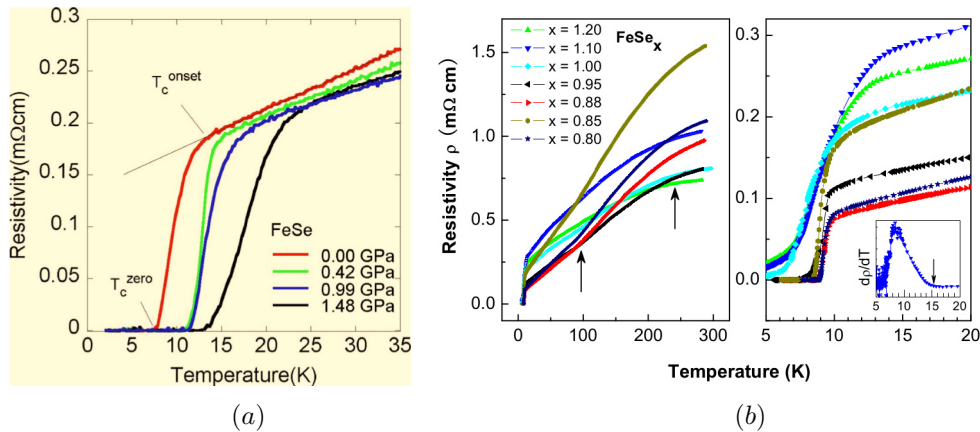 0.3
0.25
0.2
0.15
0.1
0.05
0
Resistivity(mΩcm)
T_c^onset
T_c^zero
FeSe
0.00 GPa
0.42 GPa
0.99 GPa
1.48 GPa
0 5 10 15 20 25 30 35
Temperature(K)
(a)
1.5
1.0
0.5
0.0
Resistivity ρ (mΩ cm)
x = 1.20
x = 1.10
x = 1.00
x = 0.95
x = 0.88
x = 0.85
x = 0.80
FeSe_x
0 100 200 300
0.3
0.2
0.1
0.0
dρ/dT
5 10 15 20
5 10 15 20
Temperature (K)
(b)